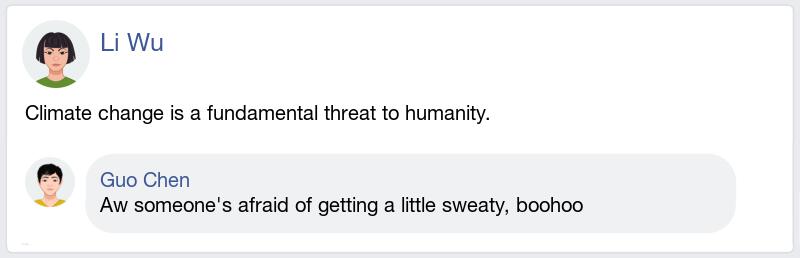 Li Wu
Climate change is a fundamental threat to humanity.
Guo Chen
Aw someone's afraid of getting a little sweaty, boohoo